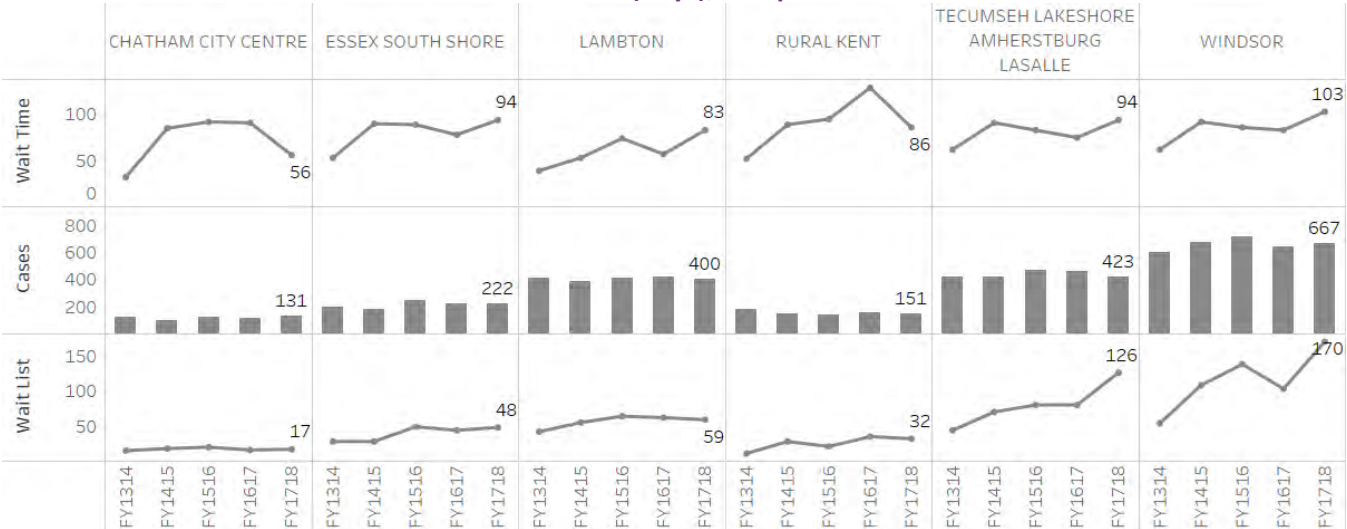 CHATHAM CITY CENTRE
ESSEX SOUTH SHORE
LAMBTON
RURAL KENT
TECUMSEH LAKESHORE
AMHERSTBURG
LASALLE
WINDSOR
Wait Time
100
50
0
56
94
83
86
94
103
Cases
800
600
400
200
131
222
400
151
423
667
Wait List
150
100
50
17
48
59
32
126
170
FY1314
FY1415
FY1516
FY1617
FY1718
FY1314
FY1415
FY1516
FY1617
FY1718
FY1314
FY1415
FY1516
FY1617
FY1718
FY1314
FY1415
FY1516
FY1617
FY1718
FY1314
FY1415
FY1516
FY1617
FY1718
FY1314
FY1415
FY1516
FY1617
FY1718